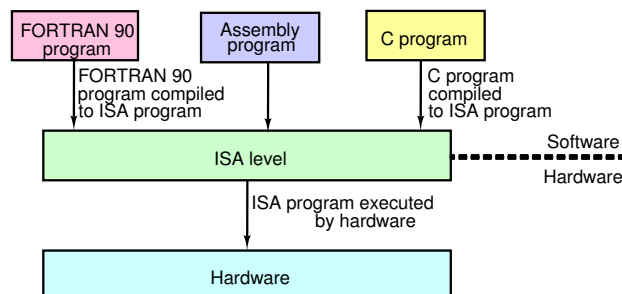 FORTRAN 90
program
Assembly
program
C program
FORTRAN 90
program compiled
to ISA program
C program
compiled
to ISA program
ISA level
Software
Hardware
ISA program executed
by hardware
Hardware